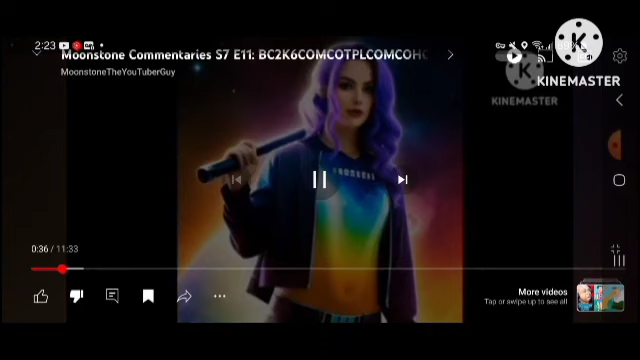 2:23
Moonstone Commentaries S7 E11: BC2K6COMCOTPLCOMCOHC
MoonstoneTheYouTuberGuy
KINEMASTER
KINEMASTER
0:36 / 11:33
More videos
Tap or swipe up to see all